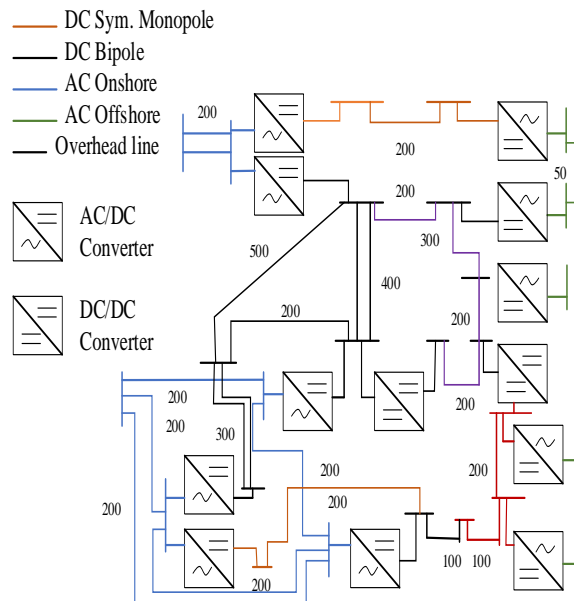 DC Sym. Monopole
DC Bipole
AC Onshore
AC Offshore
Overhead line
AC/DC
Converter
DC/DC
Converter
200
200
50
200
300
500
400
200
200
200
200
200
300
200
200
200
200
200
100
100